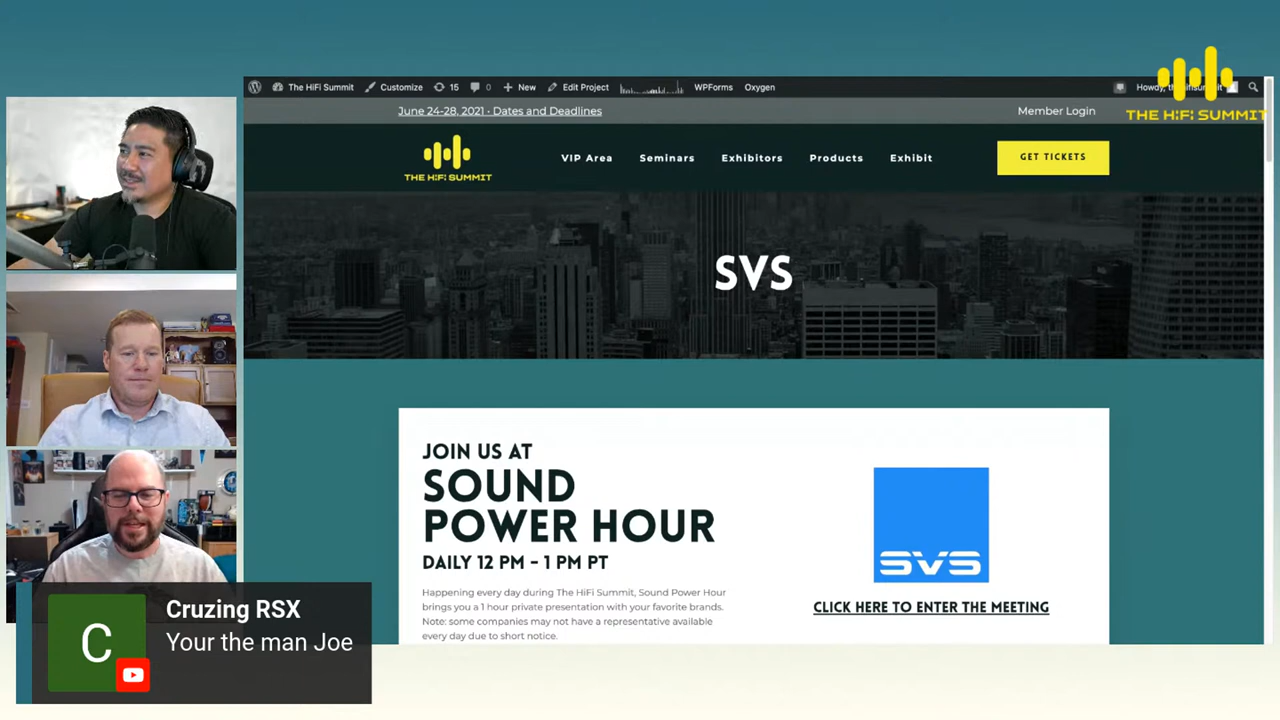 The HiFi Summit
Customize
15
0
New
Edit Project
WPForms
Oxygen
June 24-28, 2021 • Dates and Deadlines
Member Login
THE HIFI SUMMIT
THE HIFI SUMMIT
VIP Area
Seminars
Exhibitors
Products
Exhibit
GET TICKETS
SVS
JOIN US AT
SOUND
POWER HOUR
DAILY 12 PM - 1 PM PT
Happening every day during The HiFi Summit, Sound Power Hour
brings you a 1 hour private presentation with your favorite brands.
Note: some companies may not have a representative available
every day due to short notice.
SVS
CLICK HERE TO ENTER THE MEETING
C
Cruzing RSX
Your the man Joe